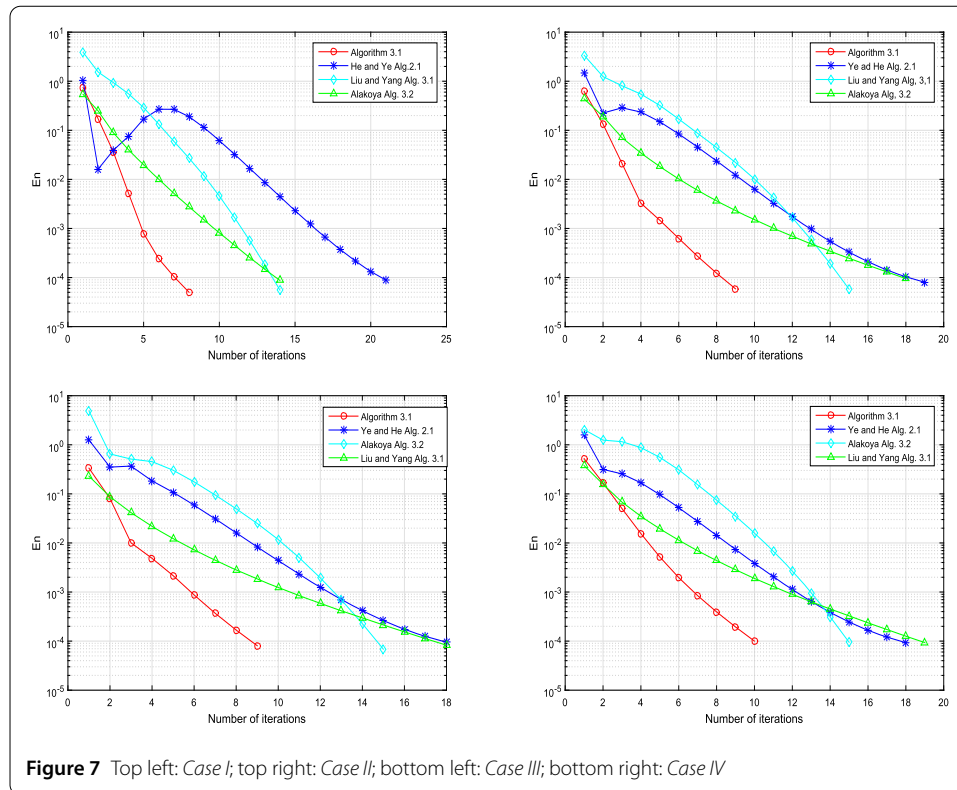 10^1
10^0
10^-1
10^-2
10^-3
10^-4
10^-5
En
0 5 10 15 20 25
Number of iterations
Algorithm 3.1
He and Ye Alg.2.1
Liu and Yang Alg. 3.1
Alakoya Alg. 3.2
10^1
10^0
10^-1
10^-2
10^-3
10^-4
10^-5
En
0 2 4 6 8 10 12 14 16 18 20
Number of iterations
Algorithm 3.1
Ye ad He Alg. 2.1
Liu and Yang Alg, 3,1
Alakoya Alg, 3.2
10^1
10^0
10^-1
10^-2
10^-3
10^-4
10^-5
En
0 2 4 6 8 10 12 14 16 18
Number of iterations
Algorithm 3.1
Ye and He Alg. 2.1
Alakoya Alg. 3.2
Liu and Yang Alg. 3.1
10^1
10^0
10^-1
10^-2
10^-3
10^-4
10^-5
En
0 2 4 6 8 10 12 14 16 18 20
Number of iterations
Algorithm 3.1
Ye and He Alg. 2.1
Alakoya Alg. 3.2
Liu and Yang Alg. 3.1
Figure 7 Top left: Case I; top right: Case II; bottom left: Case III; bottom right: Case IV